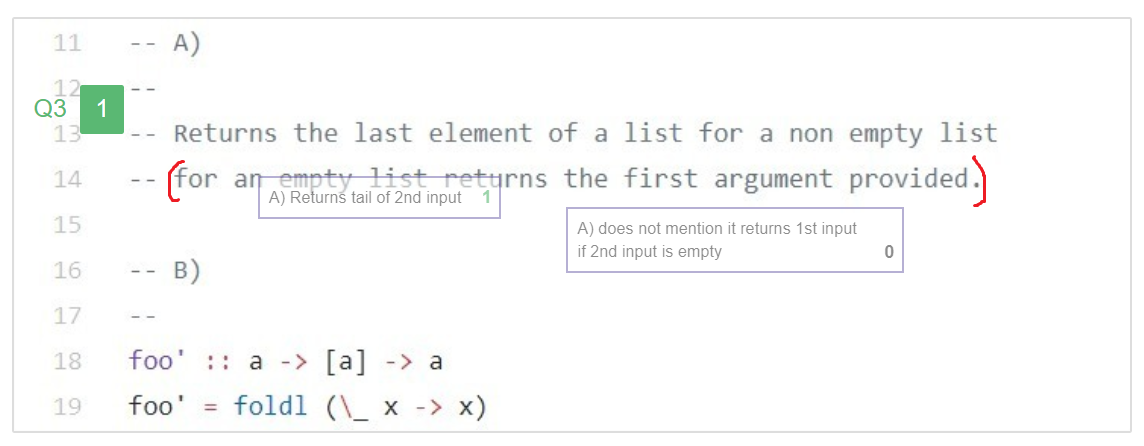 11 -- A)
12 --
Q3 1
13 -- Returns the last element of a list for a non empty list
14 -- for an empty list returns the first argument provided.
A) Returns tail of 2nd input 1
15
A) does not mention it returns 1st input
if 2nd input is empty 0
16 -- B)
17 --
18 foo' :: a -> [a] -> a
19 foo' = foldl (\_ x -> x)